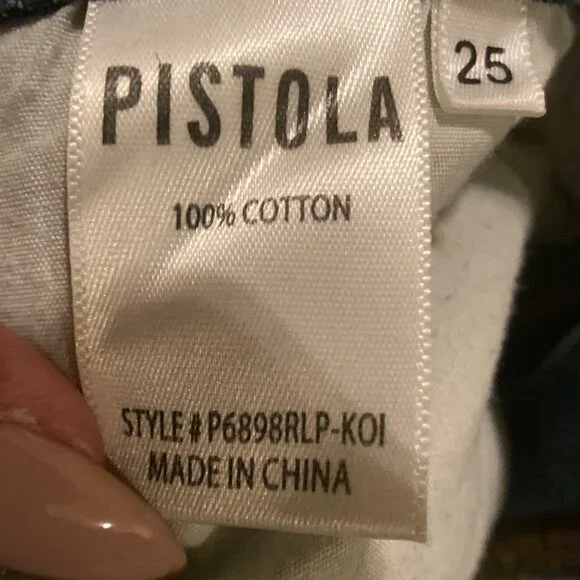 PISTOLA
25
100% COTTON
STYLE # P6898RLP-KOI
MADE IN CHINA